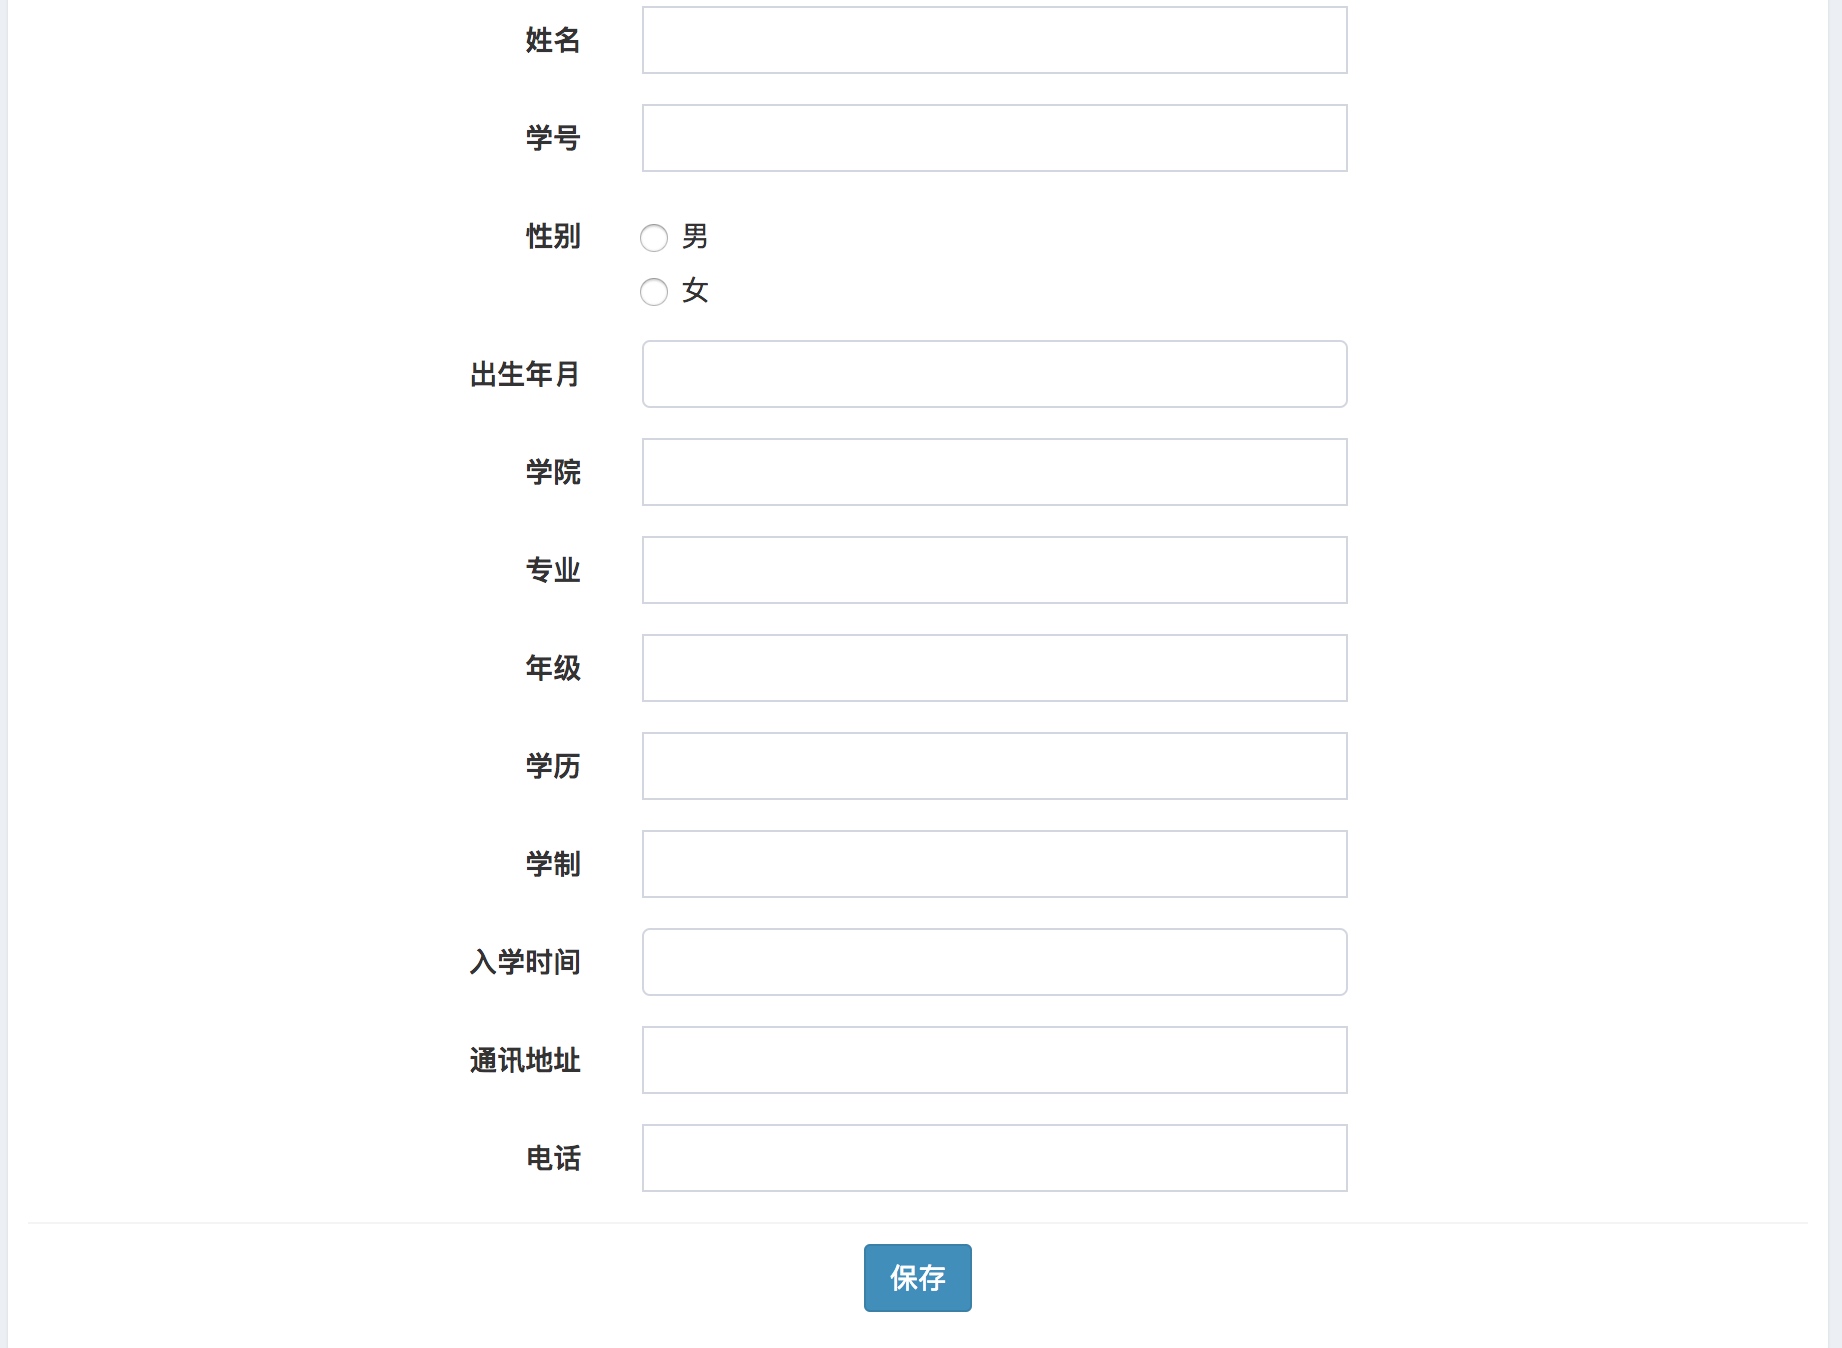 姓名
学号
性别 男
女
出生年月
学院
专业
年级
学历
学制
入学时间
通讯地址
电话
保存